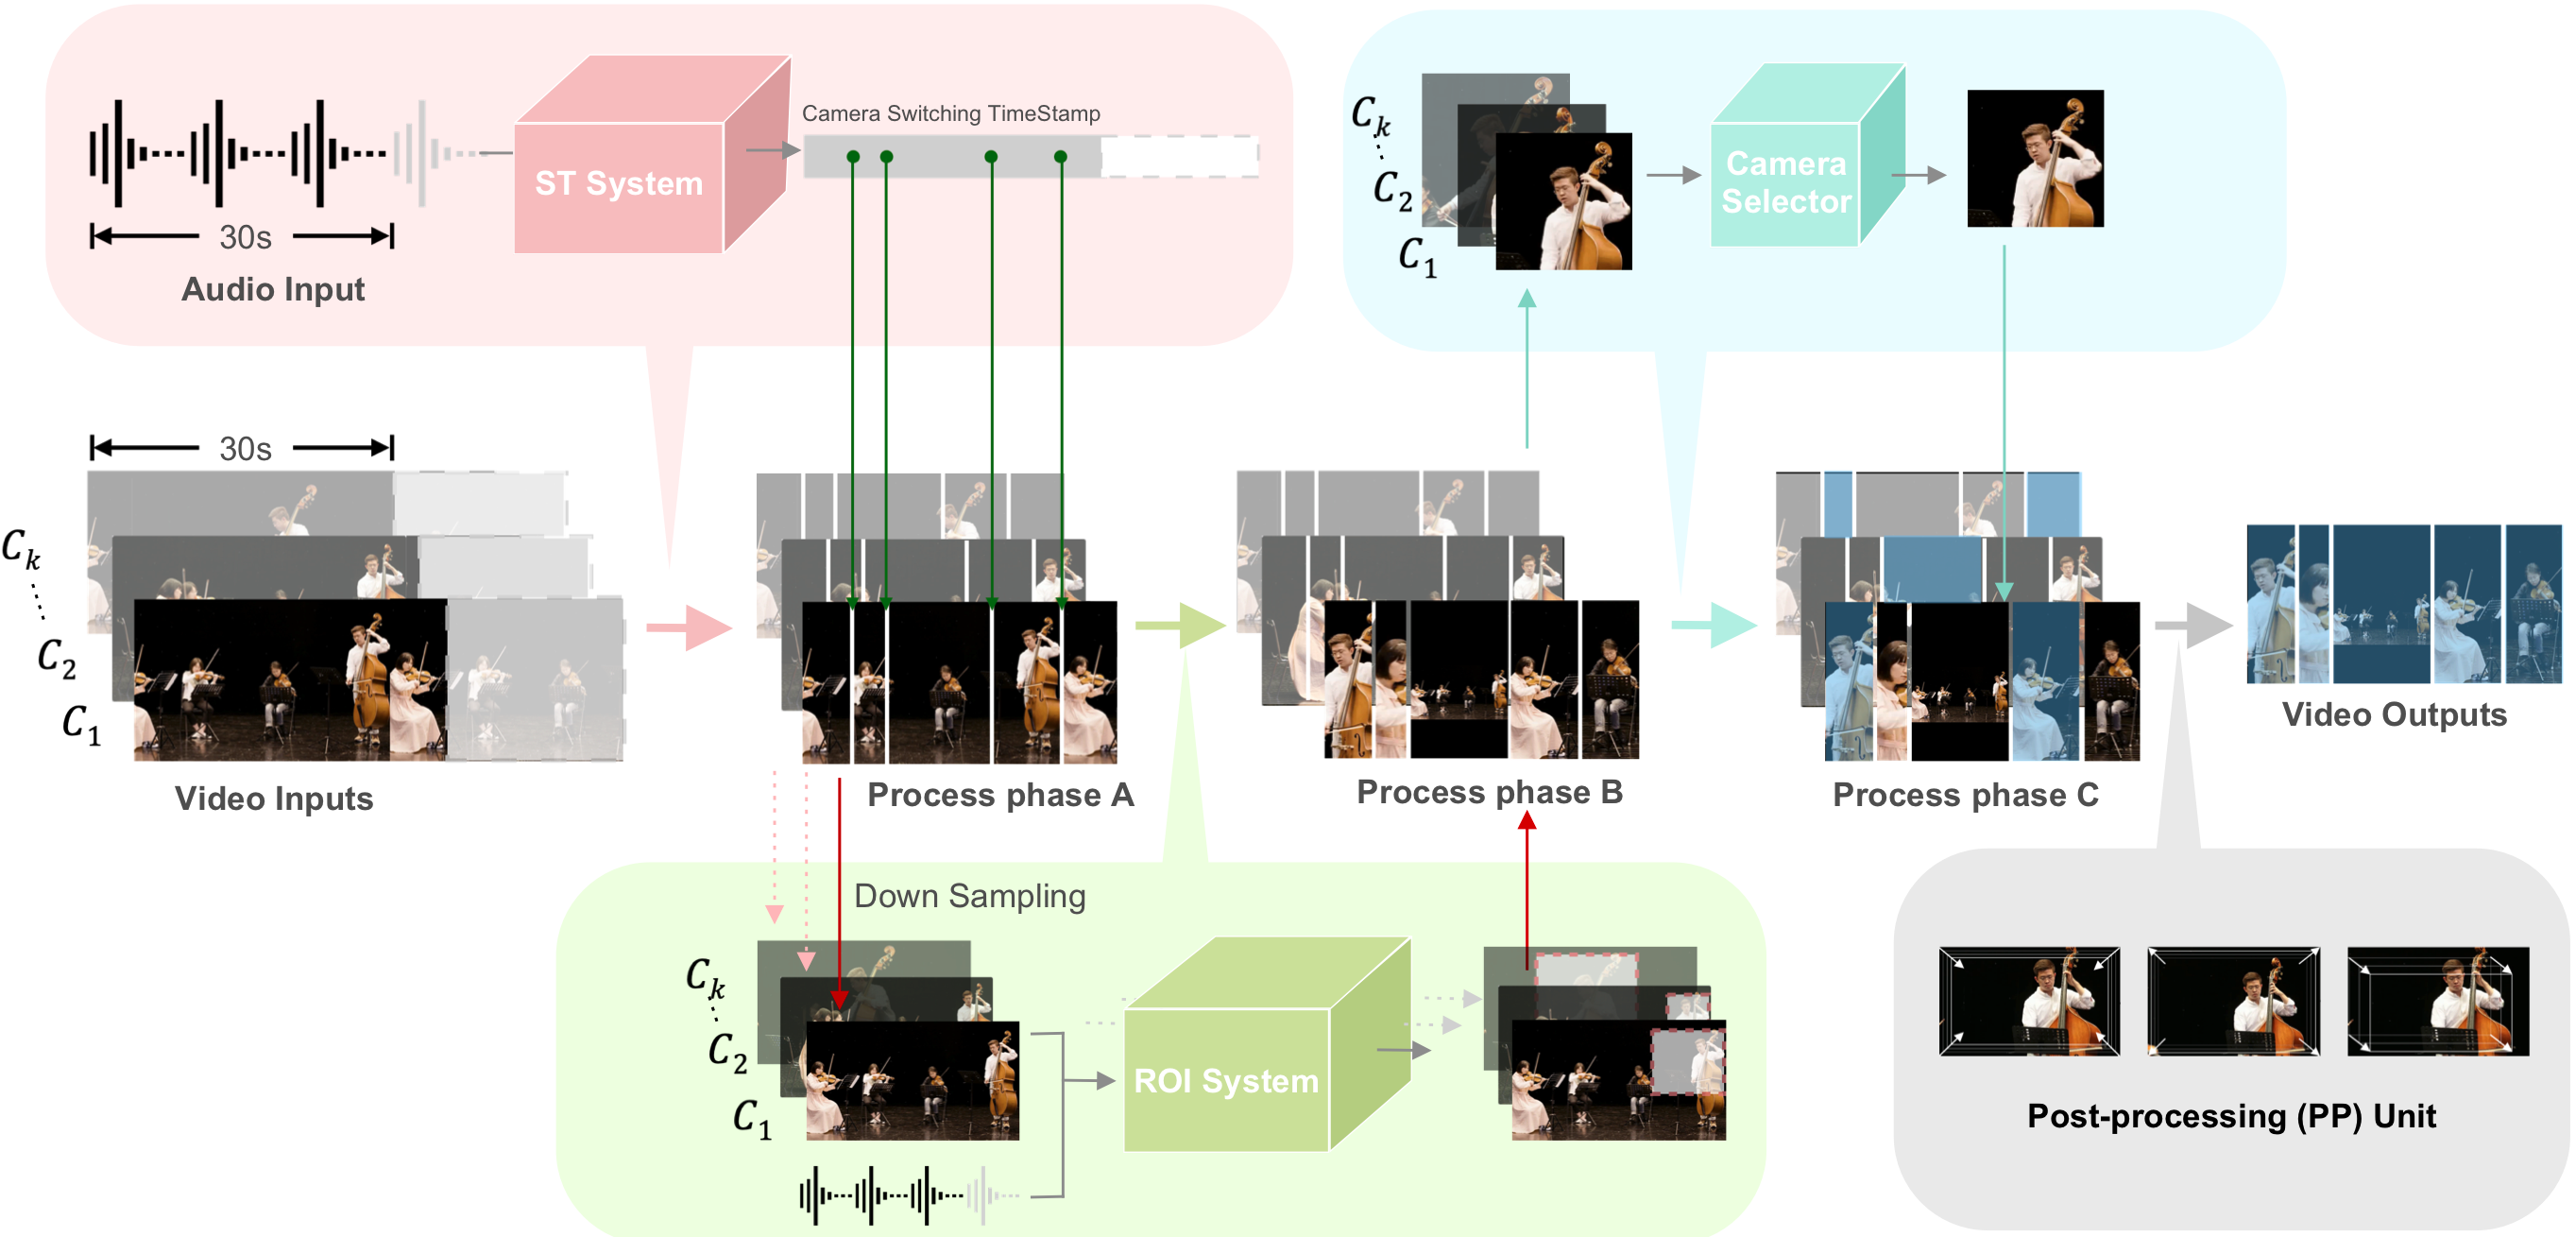 Camera Switching TimeStamp
ST System
30s
Audio Input
C_k
C_2
C_1
Camera
Selector
30s
C_k
C_2
C_1
Video Inputs
Process phase A
Process phase B
Process phase C
Video Outputs
Down Sampling
C_k
C_2
C_1
ROI System
Post-processing (PP) Unit